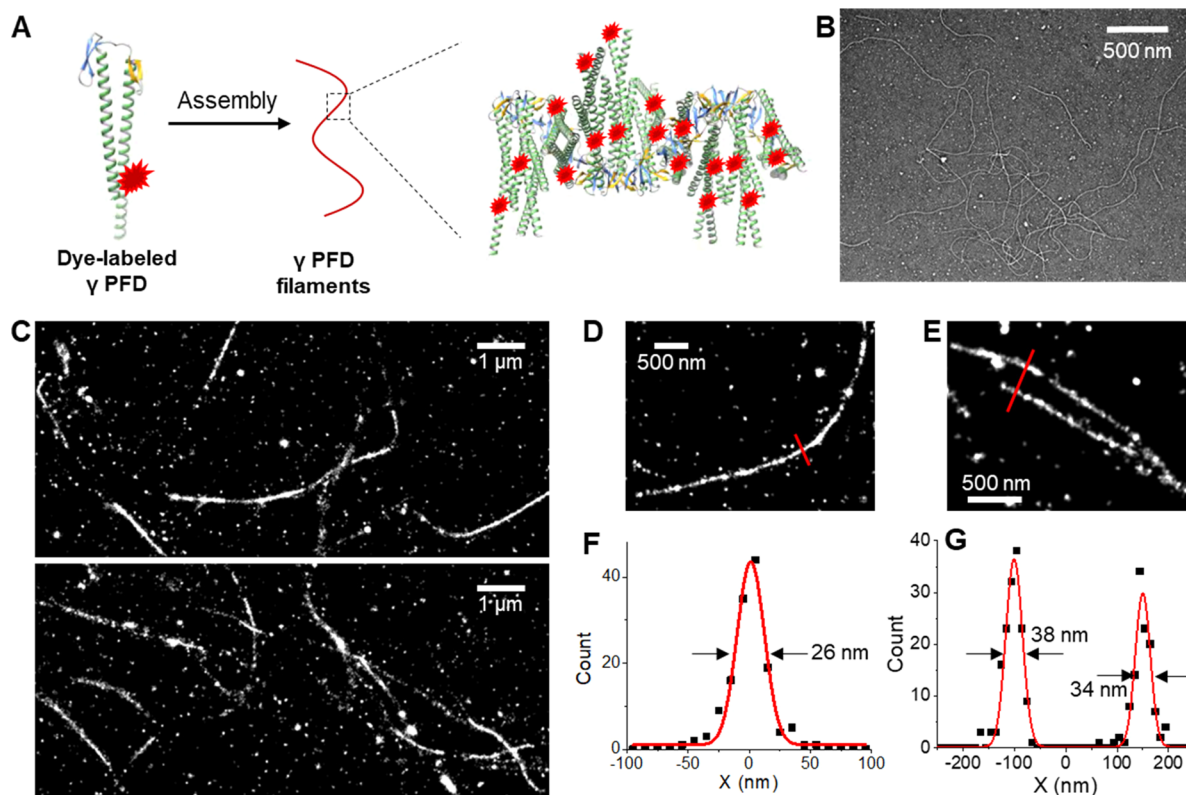 A
Assembly
Dye-labeled
γ PFD
γ PFD
filaments
B
500 nm
C
1 µm
1 µm
D
500 nm
E
500 nm
F
Count
40
20
0
26 nm
-100
-50
0
50
100
X (nm)
G
Count
40
30
20
10
0
38 nm
34 nm
-200
-100
0
100
200
X (nm)